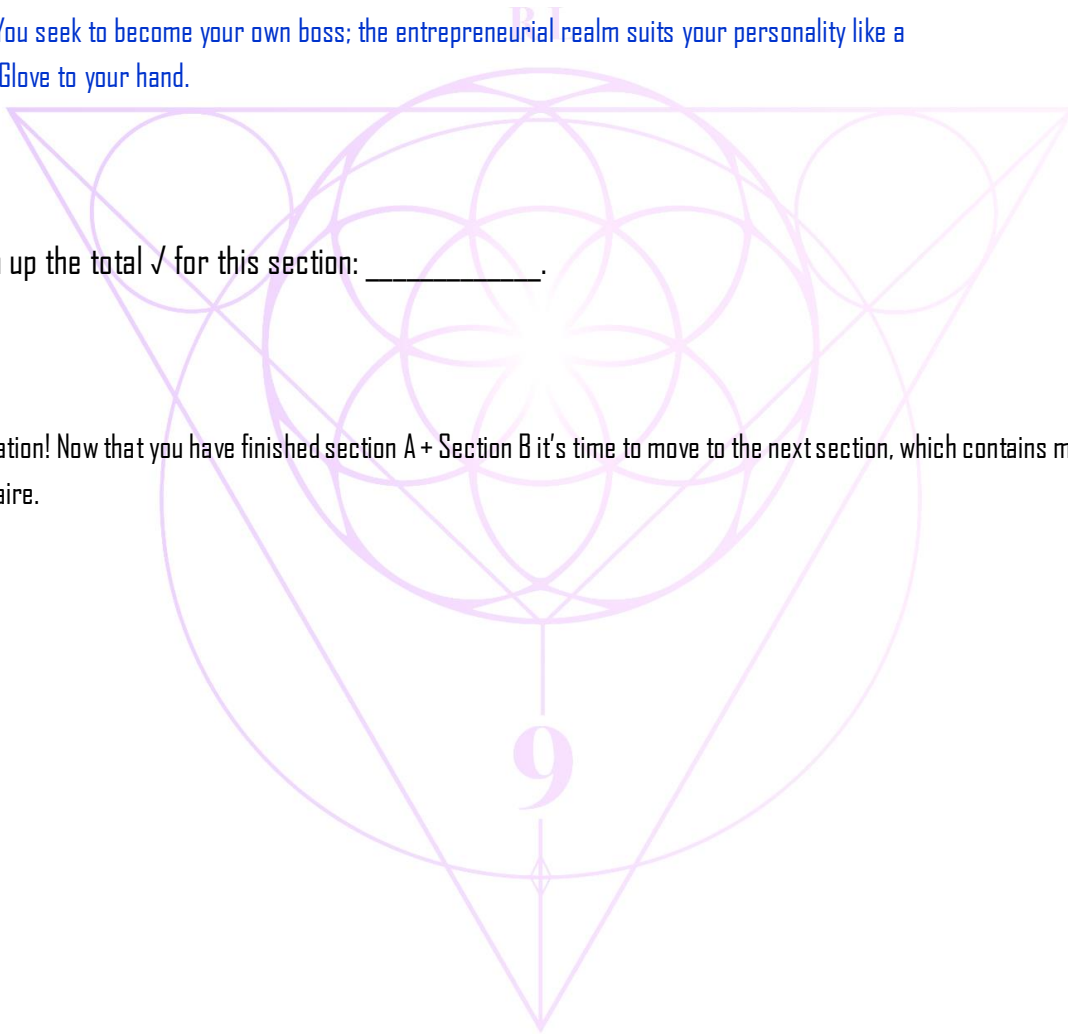 B L
You seek to become your own boss; the entrepreneurial realm suits your personality like a
Glove to your hand.
up the total √ for this section: _____________.
ation! Now that you have finished section A + Section B it's time to move to the next section, which contains m
aire.
9